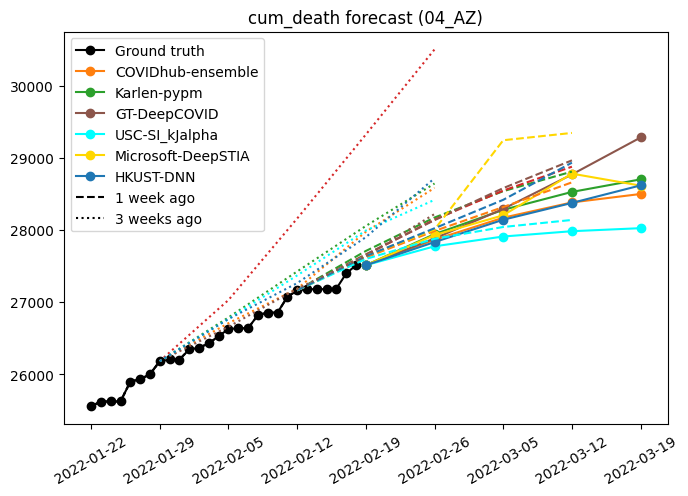 cum_death forecast (04_AZ)
Ground truth
COVIDhub-ensemble
Karlen-pypm
GT-DeepCOVID
USC-SI_kJalpha
Microsoft-DeepSTIA
HKUST-DNN
1 week ago
3 weeks ago
30000
29000
28000
27000
26000
2022-01-22
2022-01-29
2022-02-05
2022-02-12
2022-02-19
2022-02-26
2022-03-05
2022-03-12
2022-03-19